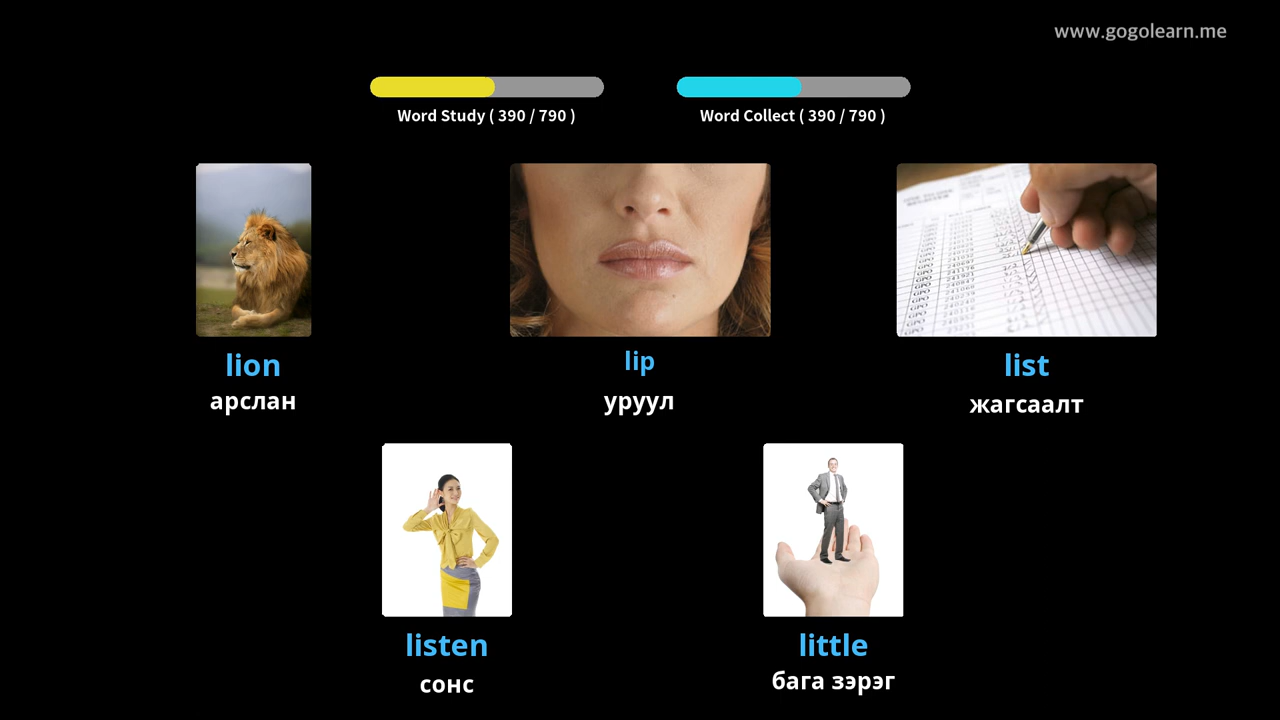 www.gogolearn.me
Word Study ( 390 / 790 )
Word Collect ( 390 / 790 )
lion
арслан
lip
уруул
list
жагсаалт
listen
сонс
little
бага зэрэг